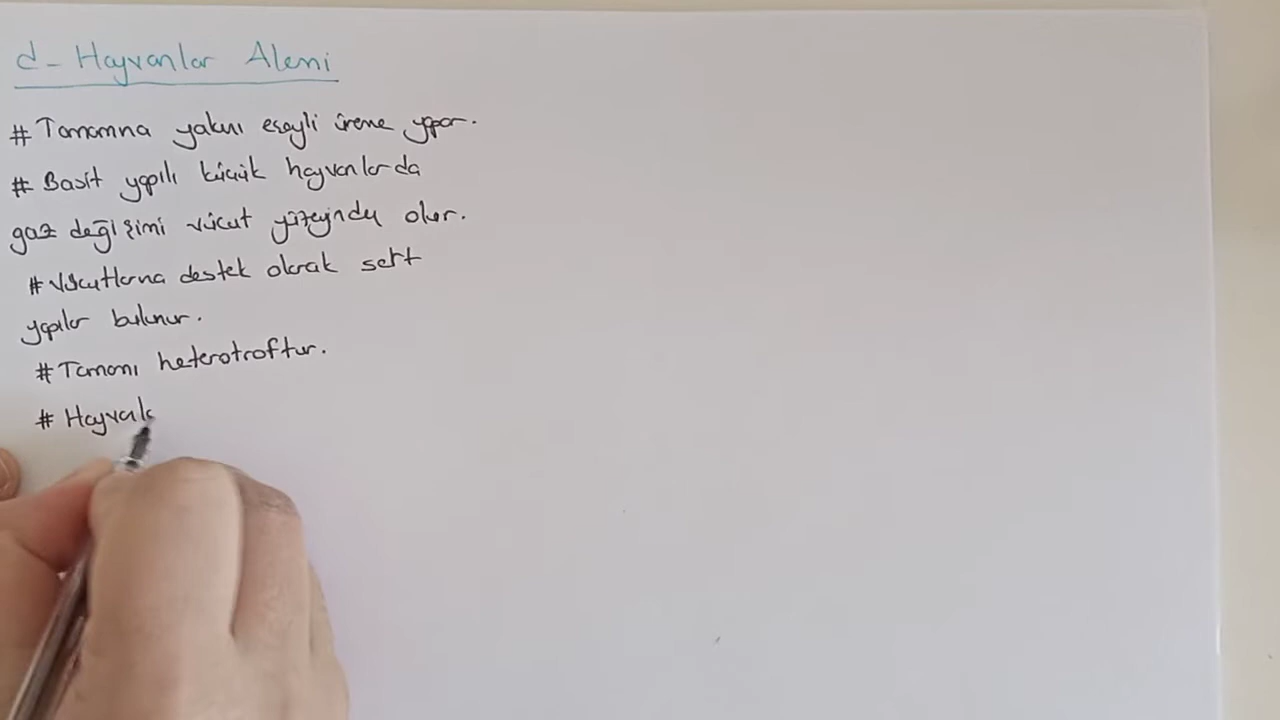 d- Hayvanlar Alemi
# Tamamına yakını eşeyli üreme yapar.
# Basit yapılı küçük hayvanlarda
gaz değişimi vücut yüzeyinden olur.
# Vücutlarına destek olarak sert
yapılar bulunur.
# Tamamı heterotroftur.
# Hayvanla